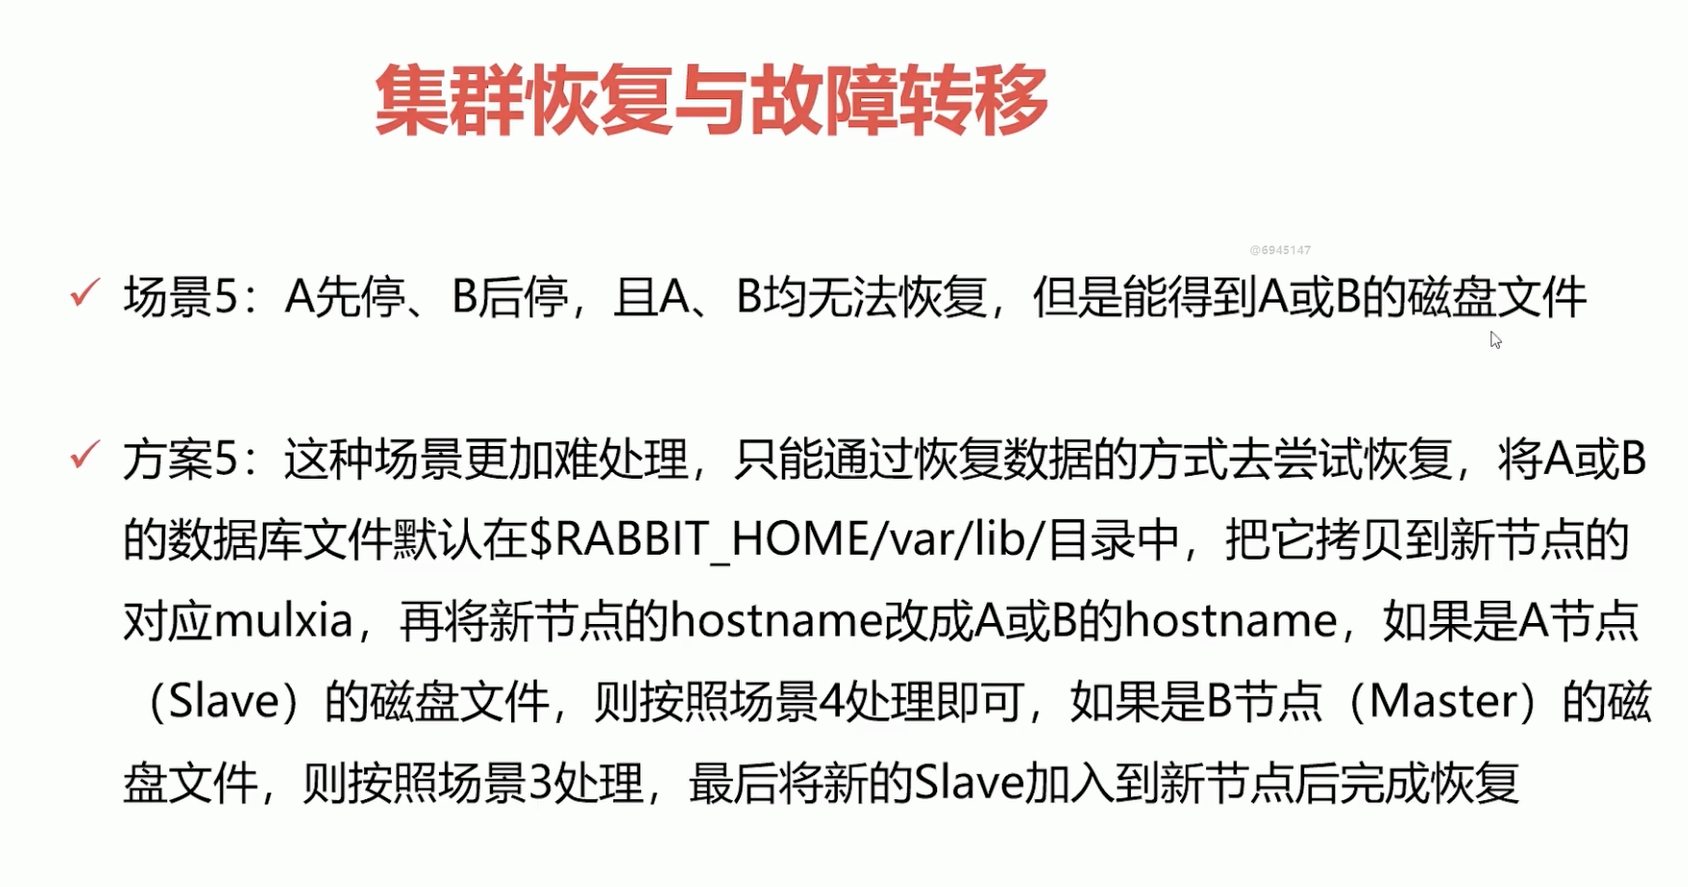 集群恢复与故障转移
@6945147
场景5：A先停、B后停，且A、B均无法恢复，但是能得到A或B的磁盘文件
方案5：这种场景更加难处理，只能通过恢复数据的方式去尝试恢复，将A或B
的数据库文件默认在$RABBIT_HOME/var/lib/目录中，把它拷贝到新节点的
对应mulxia，再将新节点的hostname改成A或B的hostname，如果是A节点
（Slave）的磁盘文件，则按照场景4处理即可，如果是B节点（Master）的磁
盘文件，则按照场景3处理，最后将新的Slave加入到新节点后完成恢复